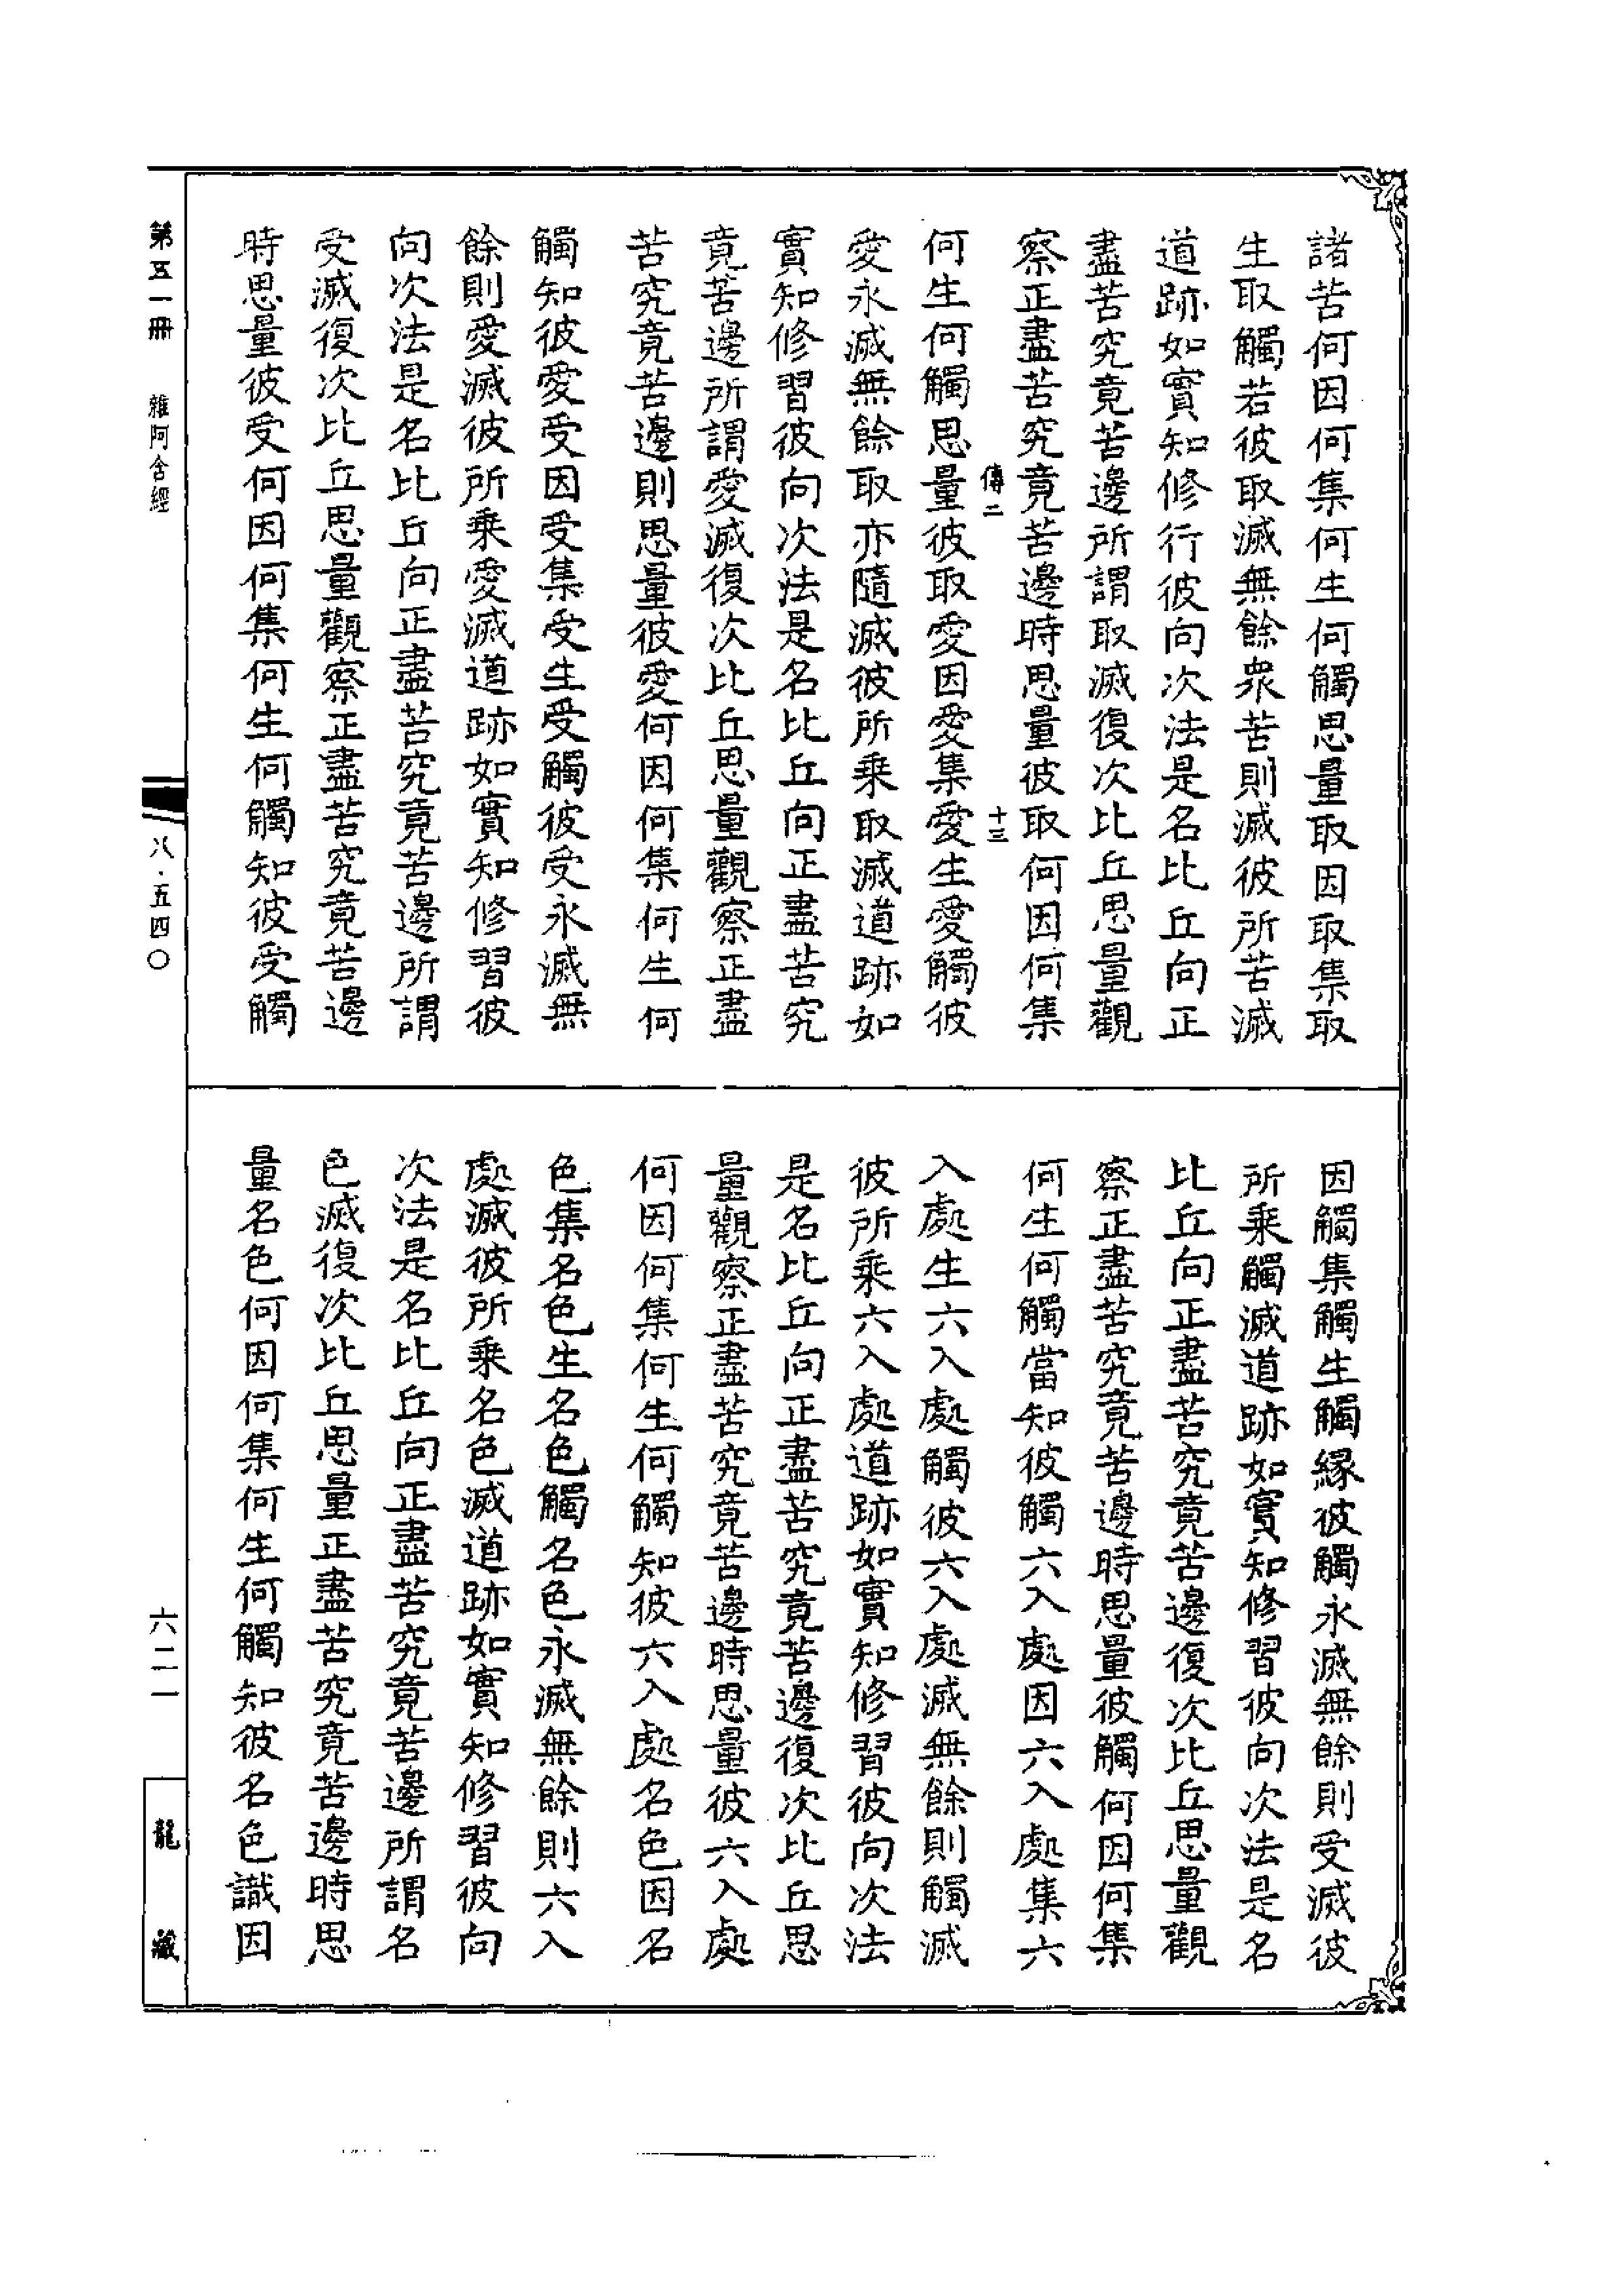 諸苦何因何集何生何觸思量取因取集取
生取觸若彼取滅無餘衆苦則滅彼所苦滅
道跡如實知修行彼向次法是名比丘向正
盡苦究竟苦邊所謂取滅復次比丘思量觀
察正盡苦究竟苦邊時思量彼取何因何集
傳二
十三
何生何觸思量彼取愛因愛集愛生愛觸彼
愛永滅無餘取亦隨滅彼所乘取滅道跡如
實知修習彼向次法是名比丘向正盡苦究
竟苦邊所謂愛滅復次比丘思量觀察正盡
苦究竟苦邊則思量彼愛何因何集何生何
觸知彼愛受因受集受生受觸彼受永滅無
餘則愛滅彼所乘愛滅道跡如實知修習彼
向次法是名比丘向正盡苦究竟苦邊所謂
受滅復次比丘思量觀察正盡苦究竟苦邊
時思量彼受何因何集何生何觸知彼受觸
因觸集觸生觸緣彼觸永滅無餘則受滅彼
所乘觸滅道跡如實知修習彼向次法是名
比丘向正盡苦究竟苦邊復次比丘思量觀
察正盡苦究竟苦邊時思量彼觸何因何集
何生何觸當知彼觸六入處因六入處集六
入處生六入處觸彼六入處滅無餘則觸滅
彼所乘六入處道跡如實知修習彼向次法
是名比丘向正盡苦究竟苦邊復次比丘思
量觀察正盡苦究竟苦邊時思量彼六入處
何因何集何生何觸知彼六入處名色因名
色集名色生名色觸名色永滅無餘則六入
處滅彼所乘名色滅道跡如實知修習彼向
次法是名比丘向正盡苦究竟苦邊所謂名
色滅復次比丘思量正盡苦究竟苦邊時思
量名色何因何集何生何觸知彼名色識因
第五一冊 雜阿含經
八·五四〇
六二一
龍藏